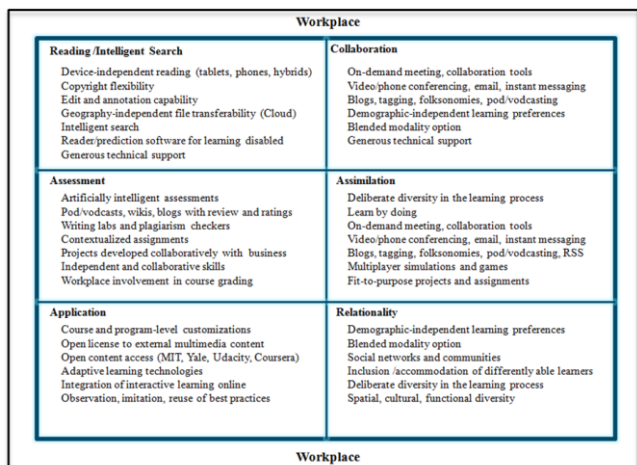 Workplace
Reading /Intelligent Search
Device-independent reading (tablets, phones, hybrids)
Copyright flexibility
Edit and annotation capability
Geography-independent file transferability (Cloud)
Intelligent search
Reader/prediction software for learning disabled
Generous technical support
Collaboration
On-demand meeting, collaboration tools
Video/phone conferencing, email, instant messaging
Blogs, tagging, folksonomies, pod/vodcasting
Demographic-independent learning preferences
Blended modality option
Generous technical support
Assessment
Artificially intelligent assessments
Pod/vodcasts, wikis, blogs with review and ratings
Writing labs and plagiarism checkers
Contextualized assignments
Projects developed collaboratively with business
Independent and collaborative skills
Workplace involvement in course grading
Assimilation
Deliberate diversity in the learning process
Learn by doing
On-demand meeting, collaboration tools
Video/phone conferencing, email, instant messaging
Blogs, tagging, folksonomies, pod/vodcasting, RSS
Multiplayer simulations and games
Fit-to-purpose projects and assignments
Application
Course and program-level customizations
Open license to external multimedia content
Open content access (MIT, Yale, Udacity, Coursera)
Adaptive learning technologies
Integration of interactive learning online
Observation, imitation, reuse of best practices
Relationality
Demographic-independent learning preferences
Blended modality option
Social networks and communities
Inclusion /accommodation of differently able learners
Deliberate diversity in the learning process
Spatial, cultural, functional diversity
Workplace